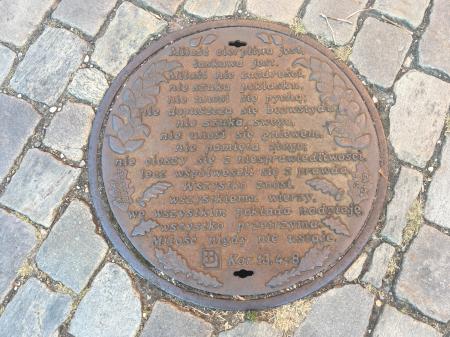 Miłość cierpliwa jest,
łaskawa jest.
Miłość nie zazdrości,
nie szuka poklasku,
nie unosi się pychą;
nie dopuszcza się bezwstydu,
nie szuka swego,
nie unosi się gniewem,
nie pamięta złego;
nie cieszy się z niesprawiedliwości,
lecz współweseli się z prawdą.
Wszystko znosi,
wszystkiemu wierzy,
we wszystkim pokłada nadzieję,
wszystko przetrzyma.
Miłość nigdy nie ustaje.
Kor 13,4-8